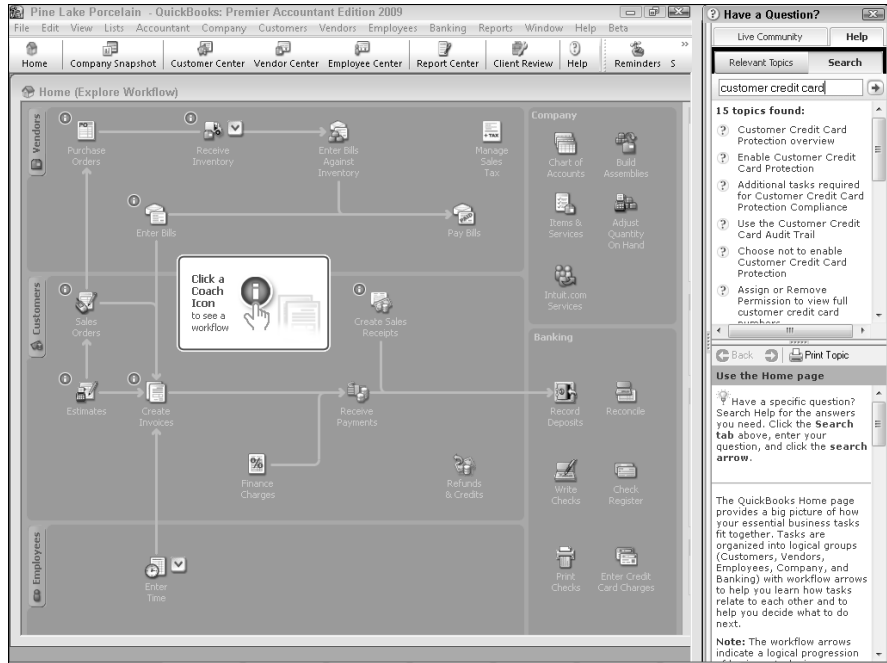 Pine Lake Porcelain - QuickBooks: Premier Accountant Edition 2009
File Edit View Lists Accountant Company Customers Vendors Employees Banking Reports Window Help Beta
Home Company Snapshot Customer Center Vendor Center Employee Center Report Center Client Review Help Reminders S
Home (Explore Workflow)
Vendors
Purchase
Orders
Receive
Inventory
Enter Bills
Against
Inventory
Manage
Sales
Tax
Enter Bills
Pay Bills
Click a
Coach
Icon
to see a
workflow
Customers
Sales
Orders
Create Sales
Receipts
Estimates
Create
Invoices
Receive
Payments
Finance
Charges
Refunds
& Credits
Employees
Enter
Time
Company
Chart of
Accounts
Build
Assemblies
Items &
Services
Adjust
Quantity
On Hand
Intuit.com
Services
Banking
Record
Deposits
Reconcile
Write
Checks
Check
Register
Print
Checks
Enter Credit
Card Charges
Have a Question?
Live Community Help
Relevant Topics Search
customer credit card
15 topics found:
Customer Credit Card
Protection overview
Enable Customer Credit
Card Protection
Additional tasks required
for Customer Credit Card
Protection Compliance
Use the Customer Credit
Card Audit Trail
Choose not to enable
Customer Credit Card
Protection
Assign or Remove
Permission to view full
customer credit card
numbers
Back Print Topic
Use the Home page
Have a specific question?
Search Help for the answers
you need. Click the Search
tab above, enter your
question, and click the search
arrow.
The QuickBooks Home page
provides a big picture of how
your essential business tasks
fit together. Tasks are
organized into logical groups
(Customers, Vendors,
Employees, Company, and
Banking) with workflow arrows
to help you learn how tasks
relate to each other and to
help you decide what to do
next.
Note: The workflow arrows
indicate a logical progression